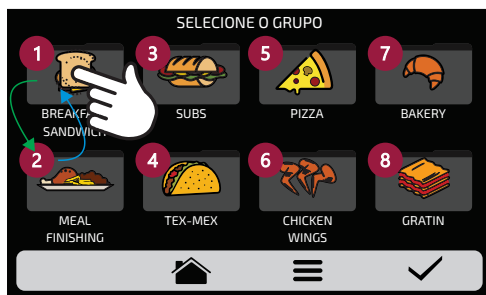 SELECIONE O GRUPO
1
3
5
7
SUBS
PIZZA
BAKERY
2
4
6
8
MEAL
FINISHING
TEX-MEX
CHICKEN
WINGS
GRATIN